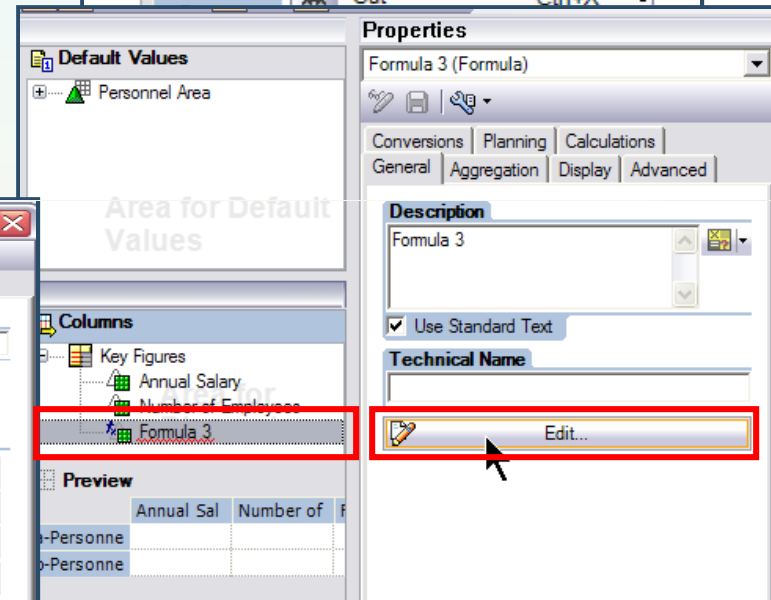 Properties
Default Values
Formula 3 (Formula)
Personnel Area
Conversions Planning Calculations
General Aggregation Display Advanced
Area for Default
Values
Description
Formula 3
Use Standard Text
Technical Name
Edit...
Columns
Key Figures
Annual Salary
Area for
Number of Employees
Formula 3
Preview
Annual Sal Number of F
-Personne
-Personne